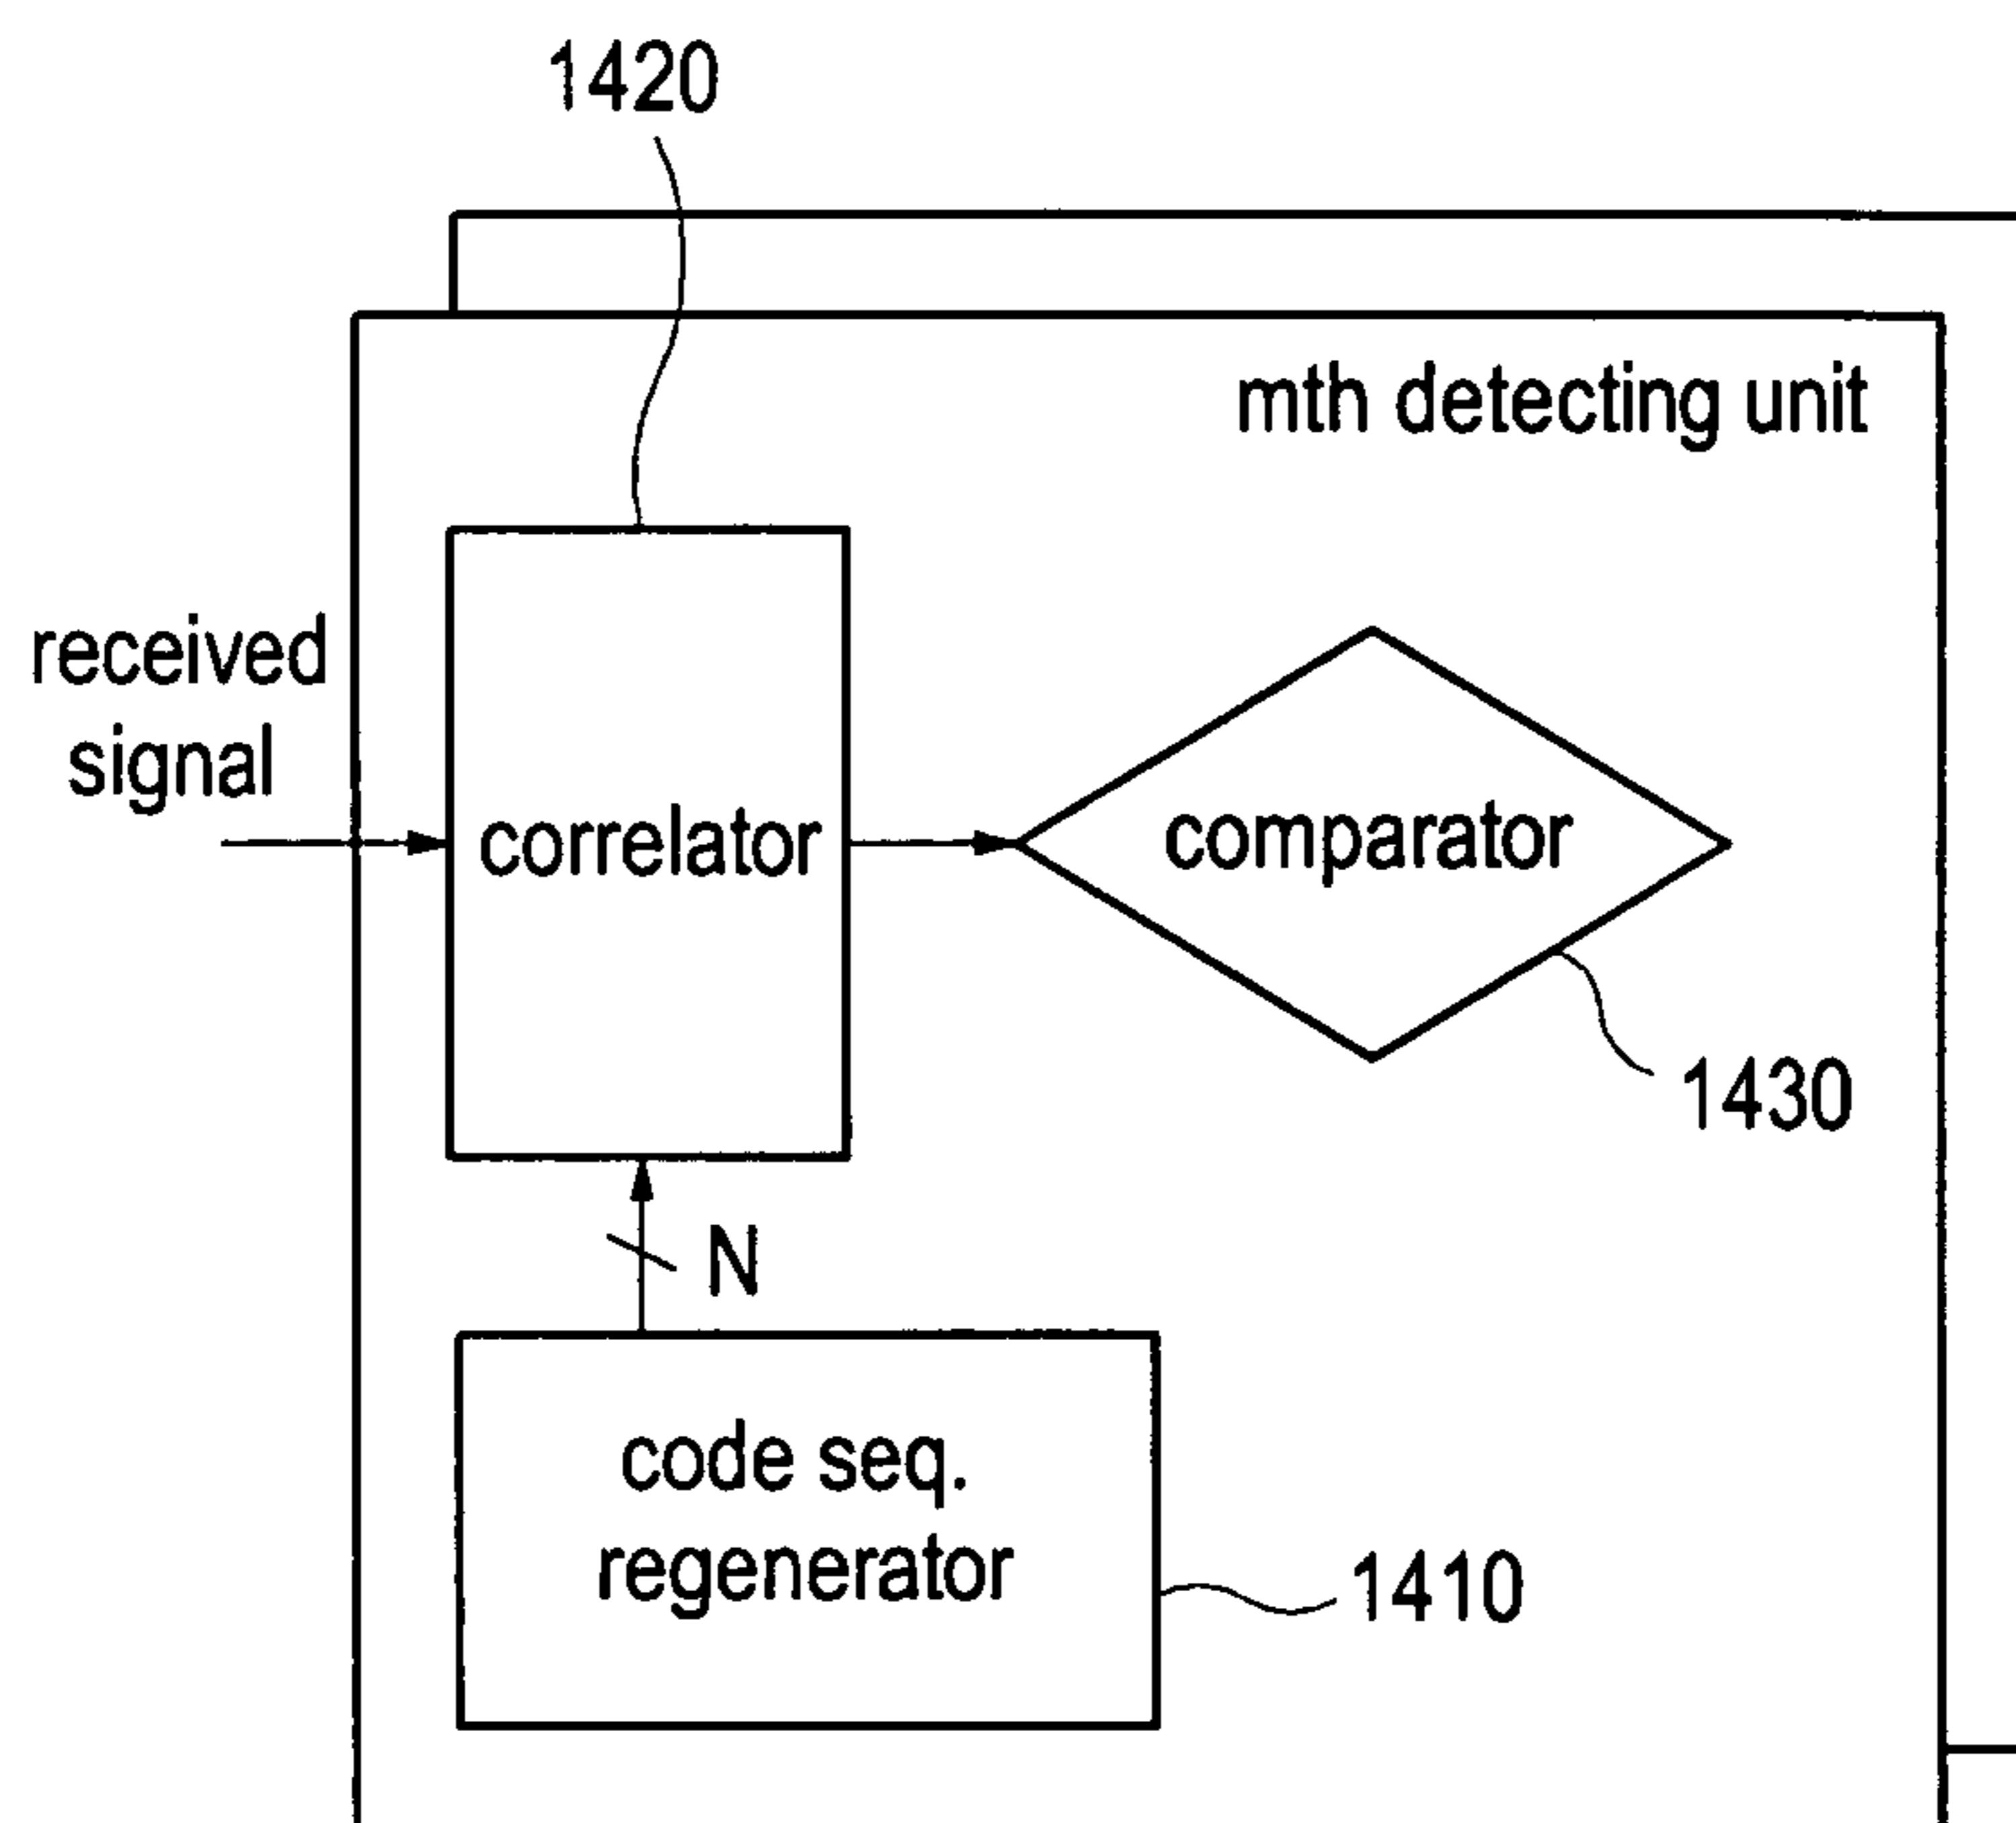 1420
mth detecting unit
received
signal
correlator
comparator
1430
N
code seq.
regenerator
1410